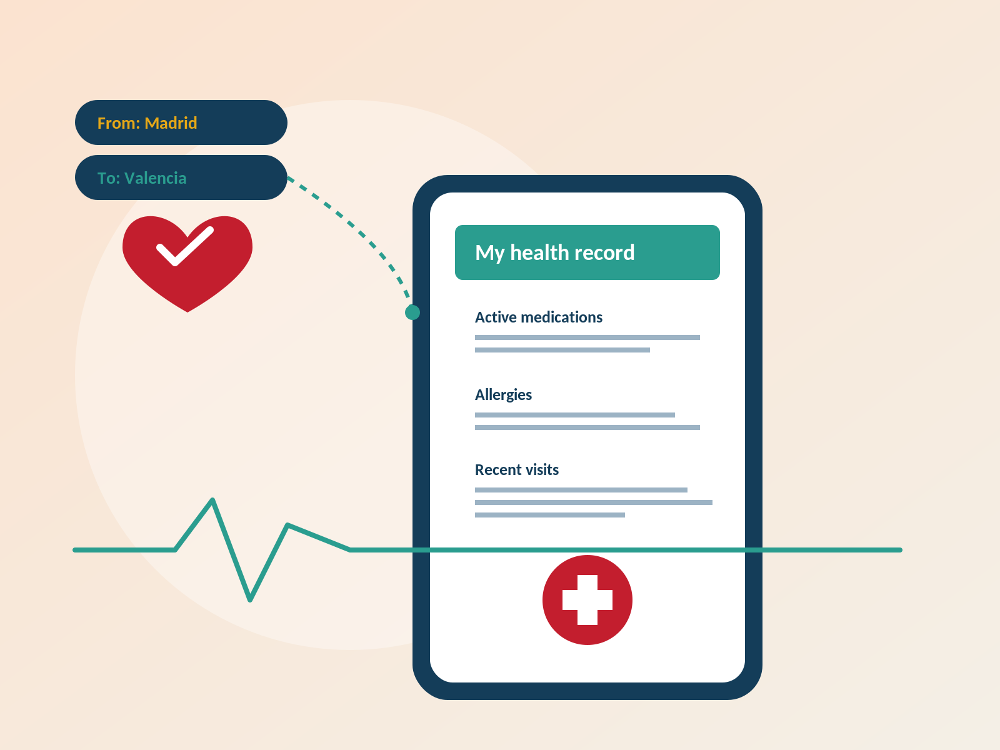 From: Madrid
To: Valencia
My health record
Active medications
Allergies
Recent visits